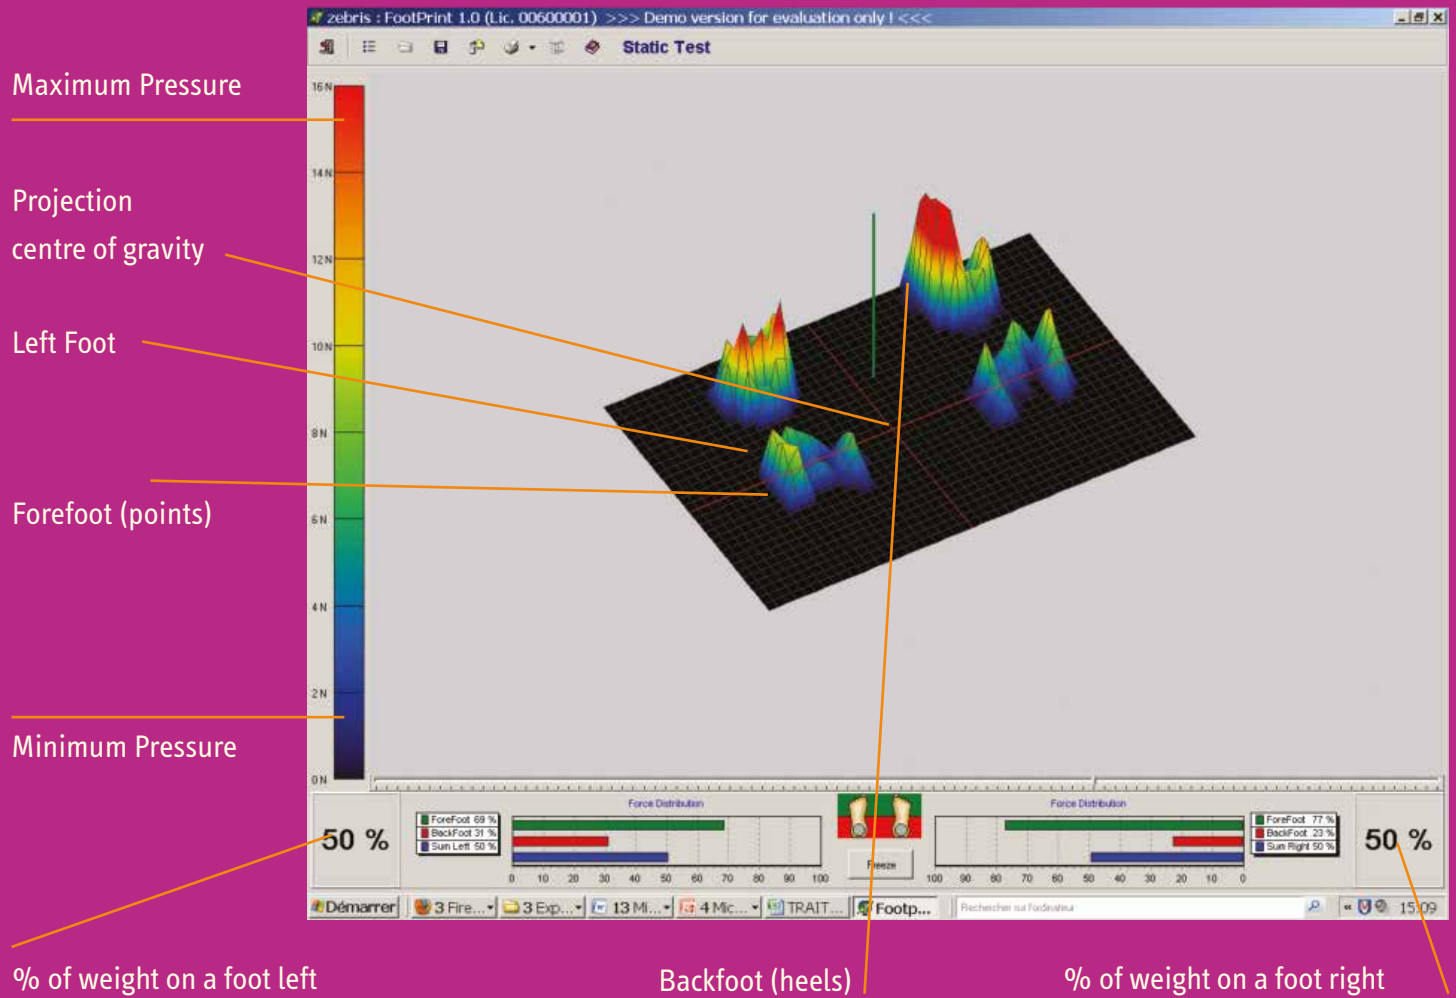 zebris : FootPrint 1.0 (Lic. 00600001) >>> Demo version for evaluation only ! <<<
Static Test
Maximum Pressure
Projection
centre of gravity
Left Foot
Forefoot (points)
Minimum Pressure
16 N
14 N
12 N
10 N
8 N
6 N
4 N
2 N
0 N
50 %
ForeFoot 69 %
BackFoot 31 %
Sum Left 50 %
Force Distribution
0 10 20 30 40 50 60 70 80 90 100
Freeze
Force Distribution
100 90 80 70 60 50 40 30 20 10 0
ForeFoot 77 %
BackFoot 23 %
Sum Right 50 %
50 %
Démarrer 3 Fire... 3 Exp... 13 Mi... 4 Mic... TRAIT... Footp... Rechercher sur l'ordinateur « 15:09
% of weight on a foot left
Backfoot (heels)
% of weight on a foot right